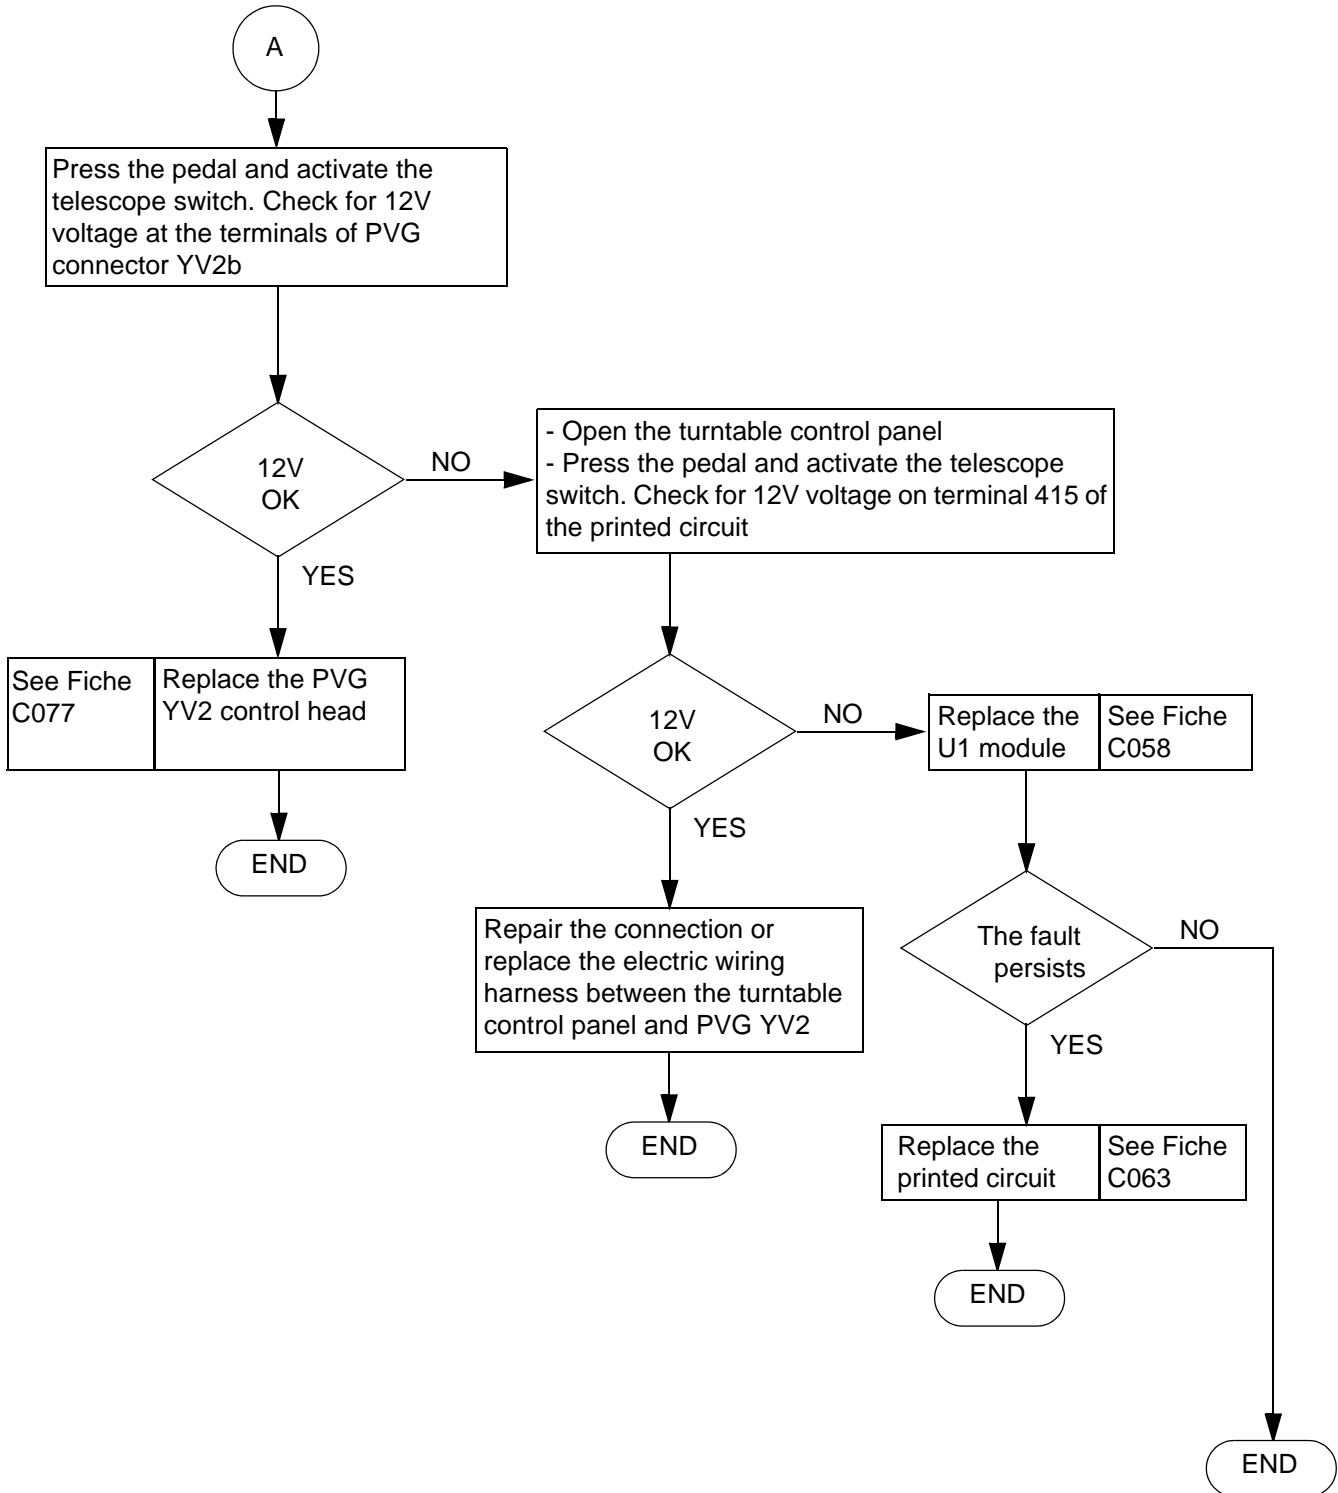 A
Press the pedal and activate the
telescope switch. Check for 12V
voltage at the terminals of PVG
connector YV2b
12V
OK
NO
YES
- Open the turntable control panel
- Press the pedal and activate the telescope
switch. Check for 12V voltage on terminal 415 of
the printed circuit
See Fiche
C077
Replace the PVG
YV2 control head
END
12V
OK
NO
YES
Replace the
U1 module
See Fiche
C058
Repair the connection or
replace the electric wiring
harness between the turntable
control panel and PVG YV2
END
The fault
persists
NO
YES
Replace the
printed circuit
See Fiche
C063
END
END